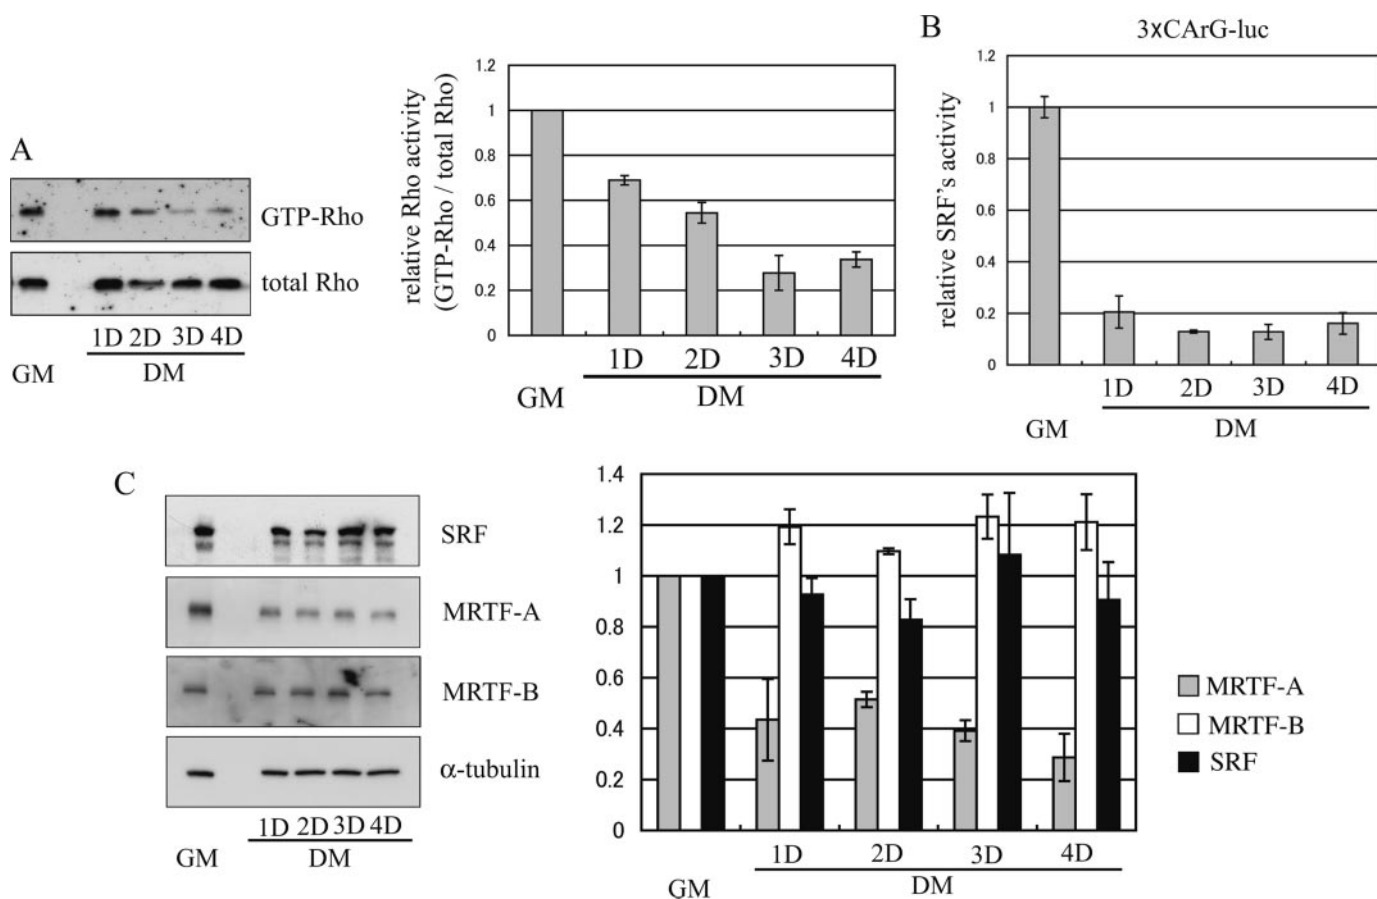 A
GTP-Rho
total Rho
1D 2D 3D 4D
GM DM
relative Rho activity
(GTP-Rho / total Rho)
1.2
1
0.8
0.6
0.4
0.2
0
1D 2D 3D 4D
GM DM
B
3xCArG-luc
relative SRF's activity
1.2
1
0.8
0.6
0.4
0.2
0
1D 2D 3D 4D
GM DM
C
SRF
MRTF-A
MRTF-B
α-tubulin
1D 2D 3D 4D
GM DM
1.4
1.2
1
0.8
0.6
0.4
0.2
0
1D 2D 3D 4D
GM DM
MRTF-A
MRTF-B
SRF